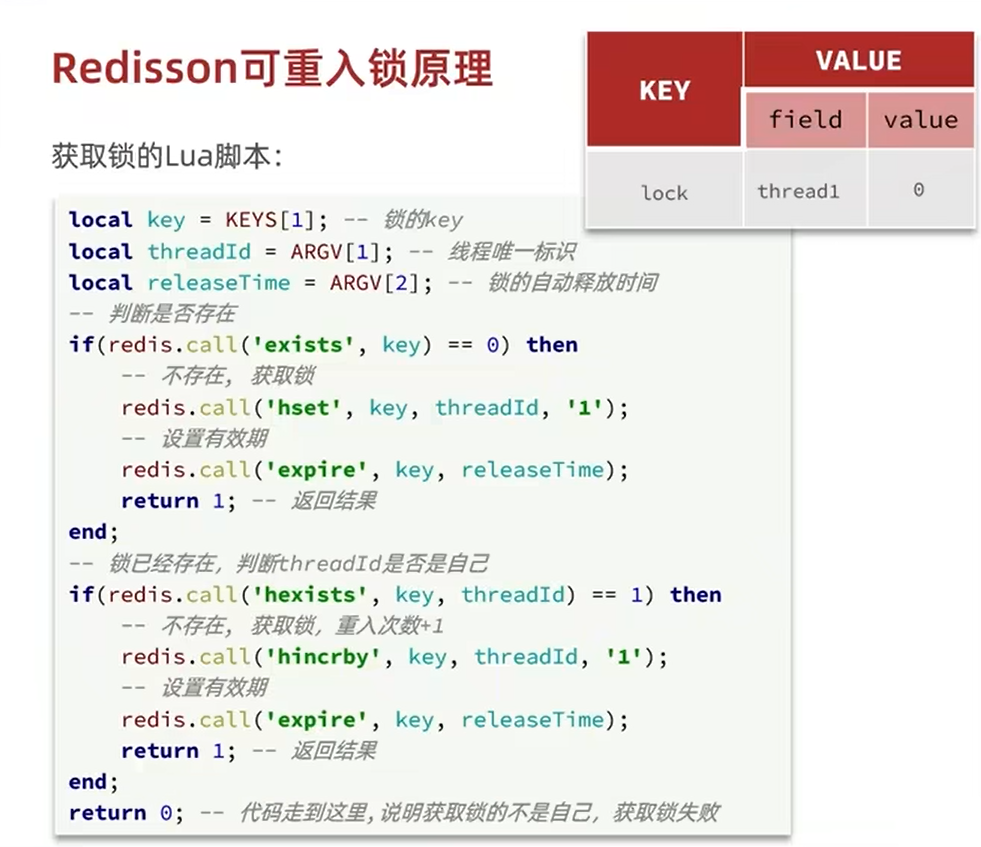 Redisson可重入锁原理
获取锁的Lua脚本：
KEY
VALUE
field
value
lock
thread1
0
local key = KEYS[1]; -- 锁的key
local threadId = ARGV[1]; -- 线程唯一标识
local releaseTime = ARGV[2]; -- 锁的自动释放时间
-- 判断是否存在
if(redis.call('exists', key) == 0) then
    -- 不存在, 获取锁
    redis.call('hset', key, threadId, '1');
    -- 设置有效期
    redis.call('expire', key, releaseTime);
    return 1; -- 返回结果
end;
-- 锁已经存在，判断threadId是否是自己
if(redis.call('hexists', key, threadId) == 1) then
    -- 不存在, 获取锁，重入次数+1
    redis.call('hincrby', key, threadId, '1');
    -- 设置有效期
    redis.call('expire', key, releaseTime);
    return 1; -- 返回结果
end;
return 0; -- 代码走到这里,说明获取锁的不是自己，获取锁失败